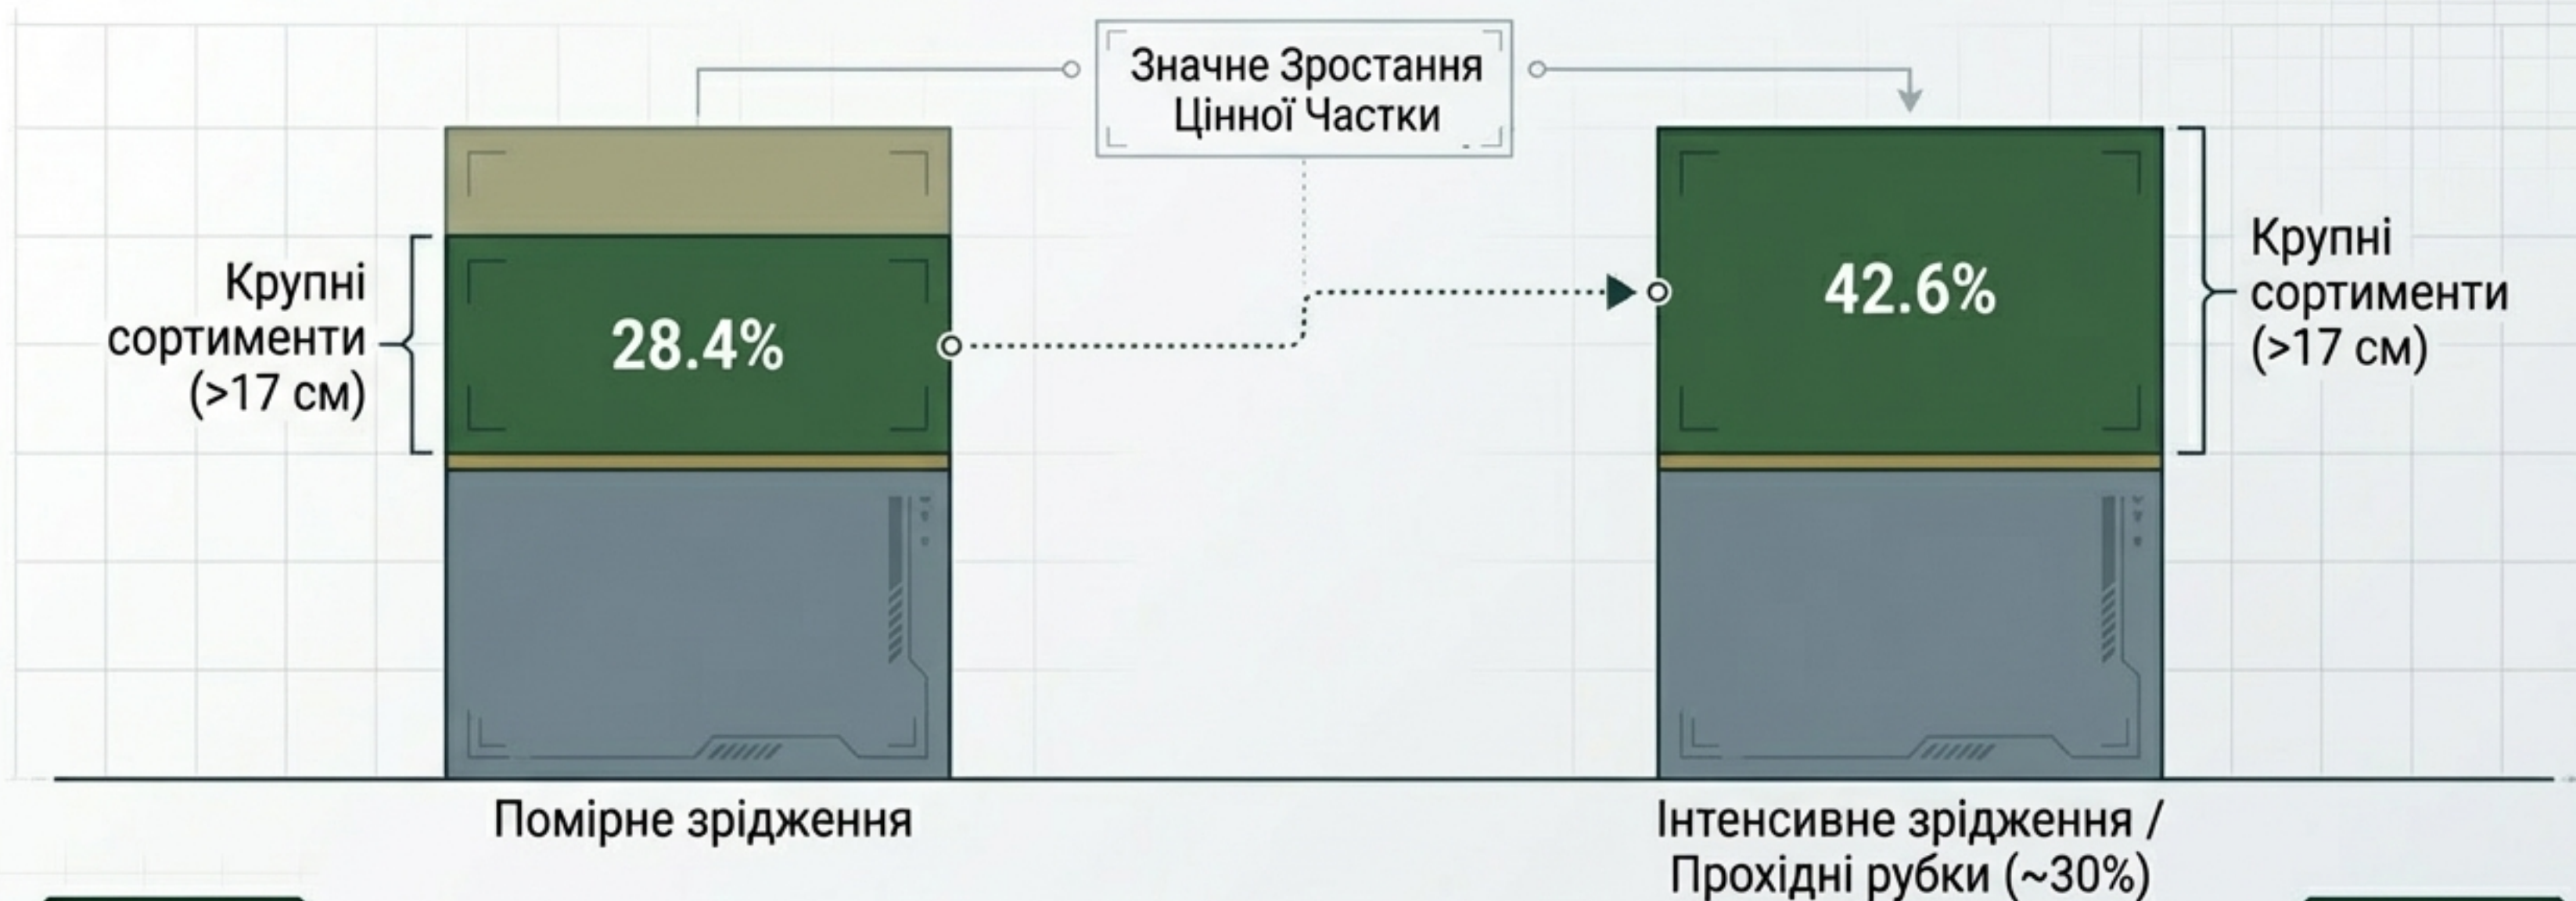 Значне Зростання
Цінної Частки
Крупні
сортименти
(>17 см)
28.4%
42.6%
Крупні
сортименти
(>17 см)
Помірне зрідження
Інтенсивне зрідження /
Прохідні рубки (~30%)